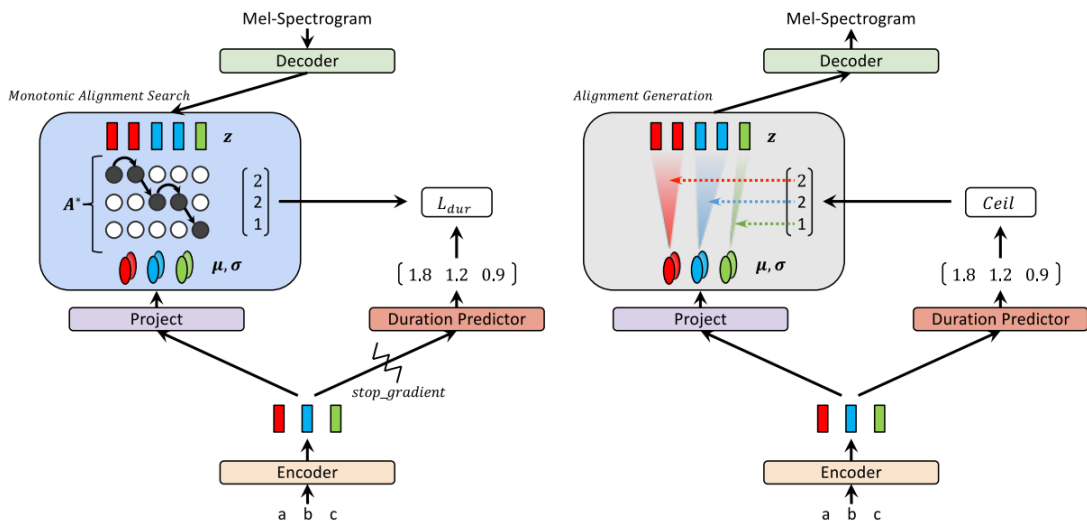 Mel-Spectrogram
Decoder
Monotonic Alignment Search
z
A*
2
2
1
μ, σ
L_dur
1.8 1.2 0.9
Project
Duration Predictor
stop_gradient
Encoder
a b c
Mel-Spectrogram
Decoder
Alignment Generation
z
2
2
1
μ, σ
Ceil
1.8 1.2 0.9
Project
Duration Predictor
Encoder
a b c